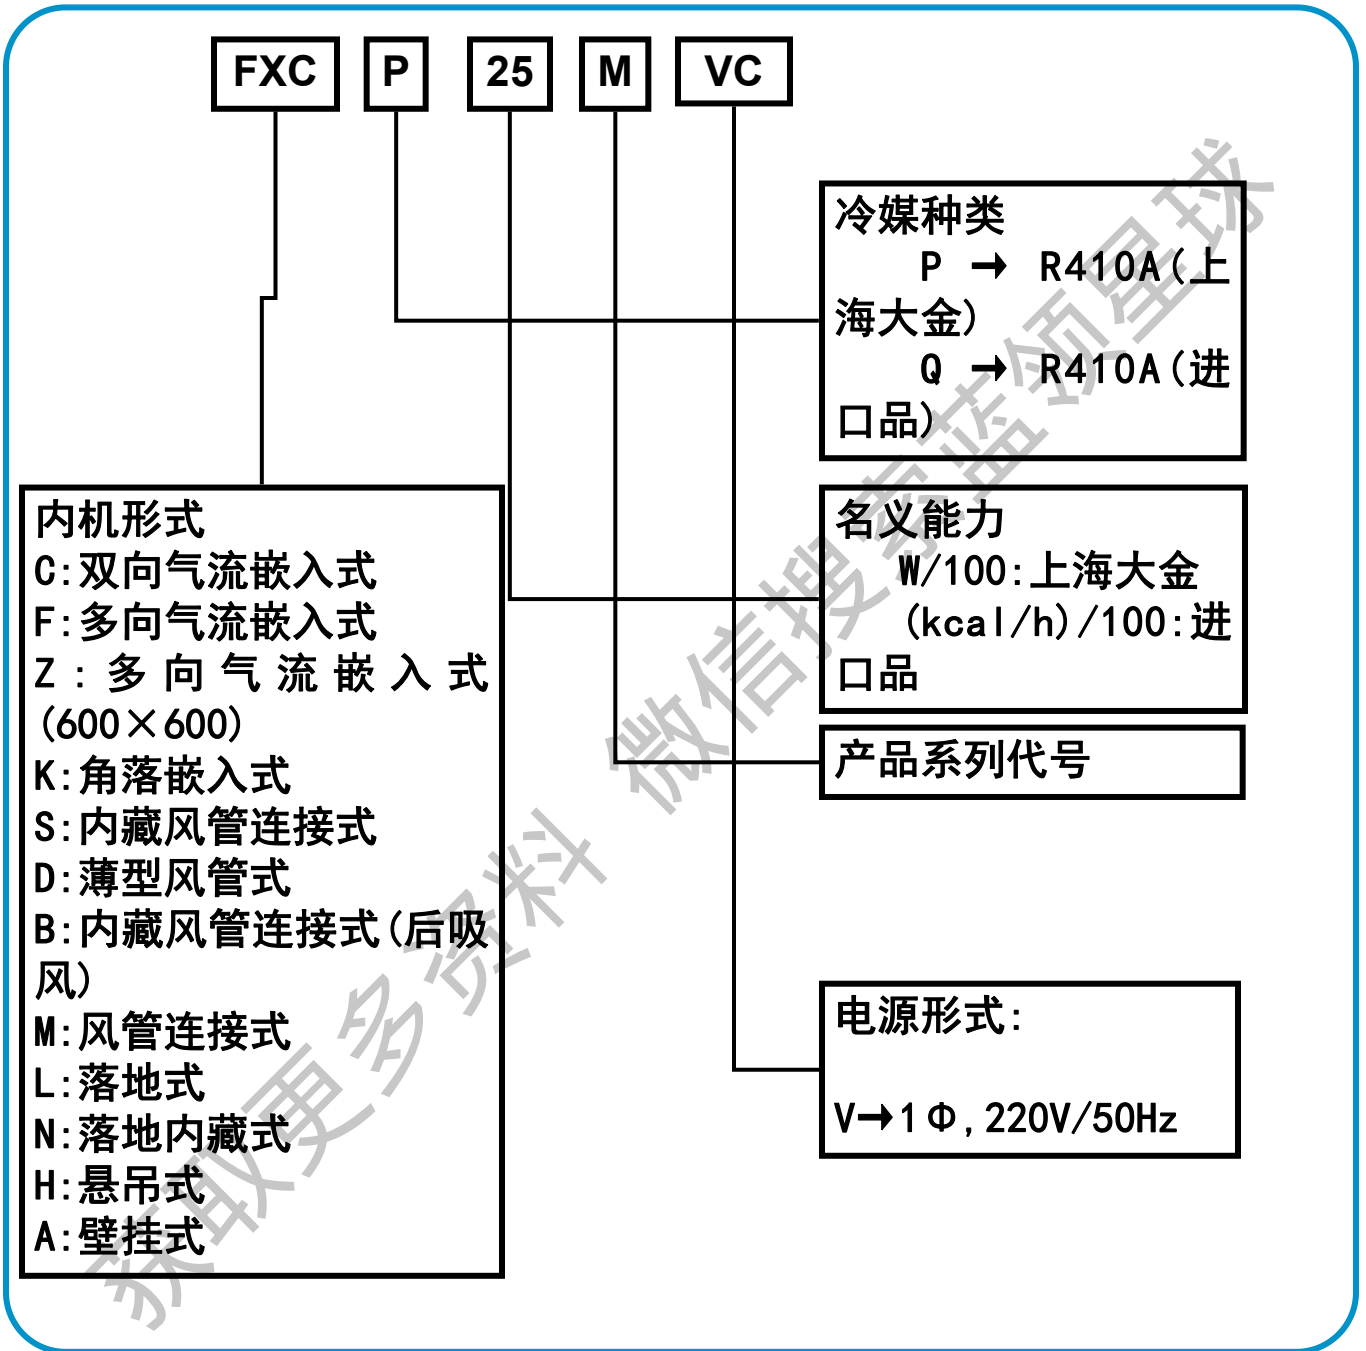 FXC P 25 M VC
冷媒种类
P → R410A(上
海大金)
Q → R410A(进
口品)
内机形式
C:双向气流嵌入式
F:多向气流嵌入式
Z:多向气流嵌入式
(600×600)
K:角落嵌入式
S:内藏风管连接式
D:薄型风管式
B:内藏风管连接式(后吸
风)
M:风管连接式
L:落地式
N:落地内藏式
H:悬吊式
A:壁挂式
名义能力
W/100:上海大金
(kcal/h)/100:进
口品
产品系列代号
电源形式:
V→1Φ,220V/50Hz
获取更多资料 微信搜索蓝领星球